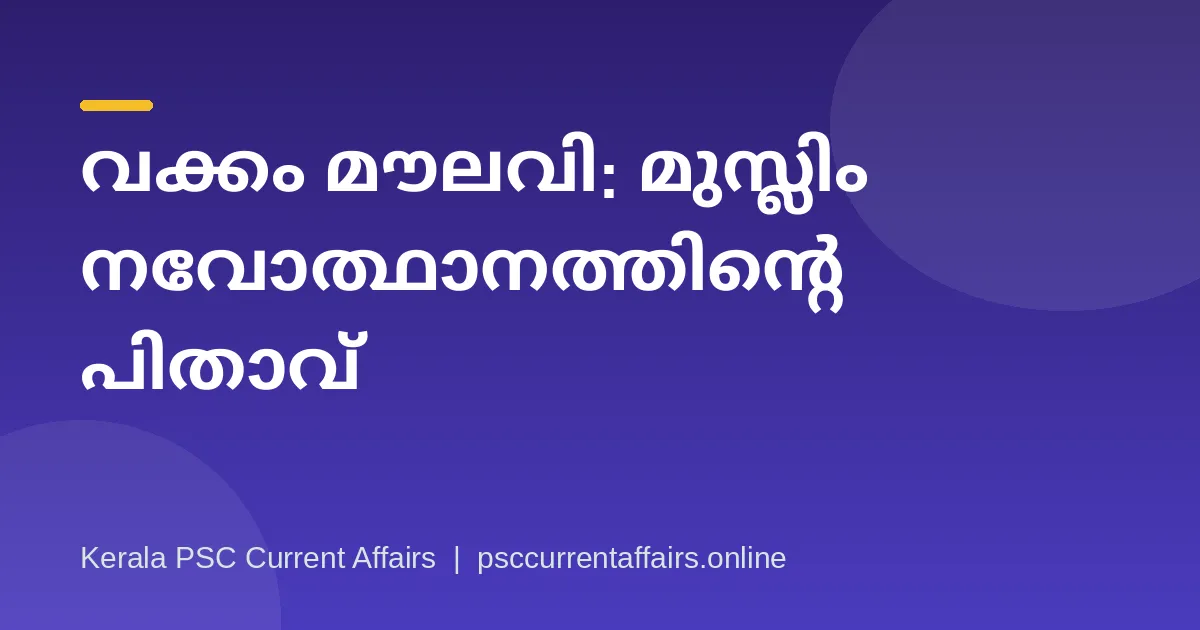 വക്കം മൗലവി: മുസ്ലിം
നവോത്ഥാനത്തിന്റെ
പിതാവ്
Kerala PSC Current Affairs | psccurrentaffairs.online